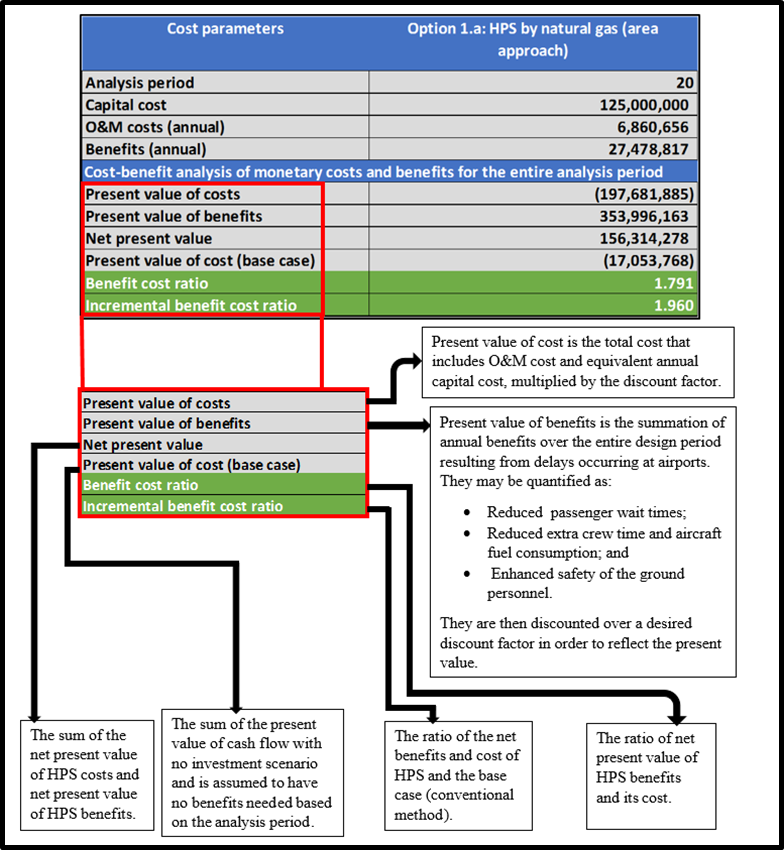 Cost parameters
Option 1.a: HPS by natural gas (area
approach)
Analysis period 20
Capital cost 125,000,000
O&M costs (annual) 6,860,656
Benefits (annual) 27,478,817
Cost-benefit analysis of monetary costs and benefits for the entire analysis period
Present value of costs (197,681,885)
Present value of benefits 353,996,163
Net present value 156,314,278
Present value of cost (base case) (17,053,768)
Benefit cost ratio 1.791
Incremental benefit cost ratio 1.960
Present value of cost is the total cost that
includes O&M cost and equivalent annual
capital cost, multiplied by the discount factor.
Present value of costs
Present value of benefits
Net present value
Present value of cost (base case)
Benefit cost ratio
Incremental benefit cost ratio
Present value of benefits is the summation of
annual benefits over the entire design period
resulting from delays occurring at airports.
They may be quantified as:
• Reduced passenger wait times;
• Reduced extra crew time and aircraft
fuel consumption; and
• Enhanced safety of the ground
personnel.
They are then discounted over a desired
discount factor in order to reflect the present
value.
The sum of the
net present value
of HPS costs and
net present value
of HPS benefits.
The sum of the present
value of cash flow with
no investment scenario
and is assumed to have
no benefits needed based
on the analysis period.
The ratio of the net
benefits and cost of
HPS and the base
case (conventional
method).
The ratio of net
present value of
HPS benefits
and its cost.